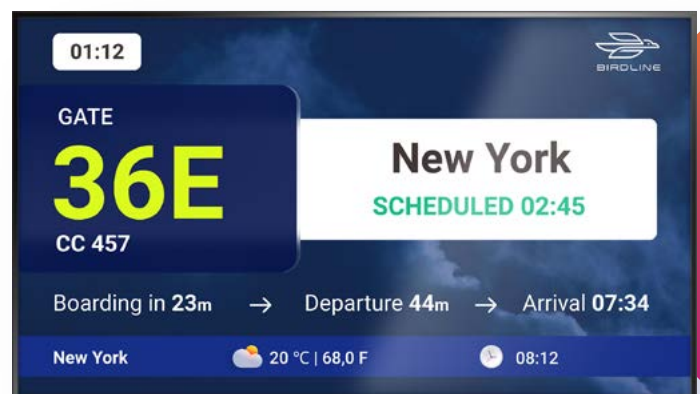 01:12
BIRDLINE
GATE
36E
CC 457
New York
SCHEDULED 02:45
Boarding in 23m → Departure 44m → Arrival 07:34
New York 20 °C | 68,0 F 08:12